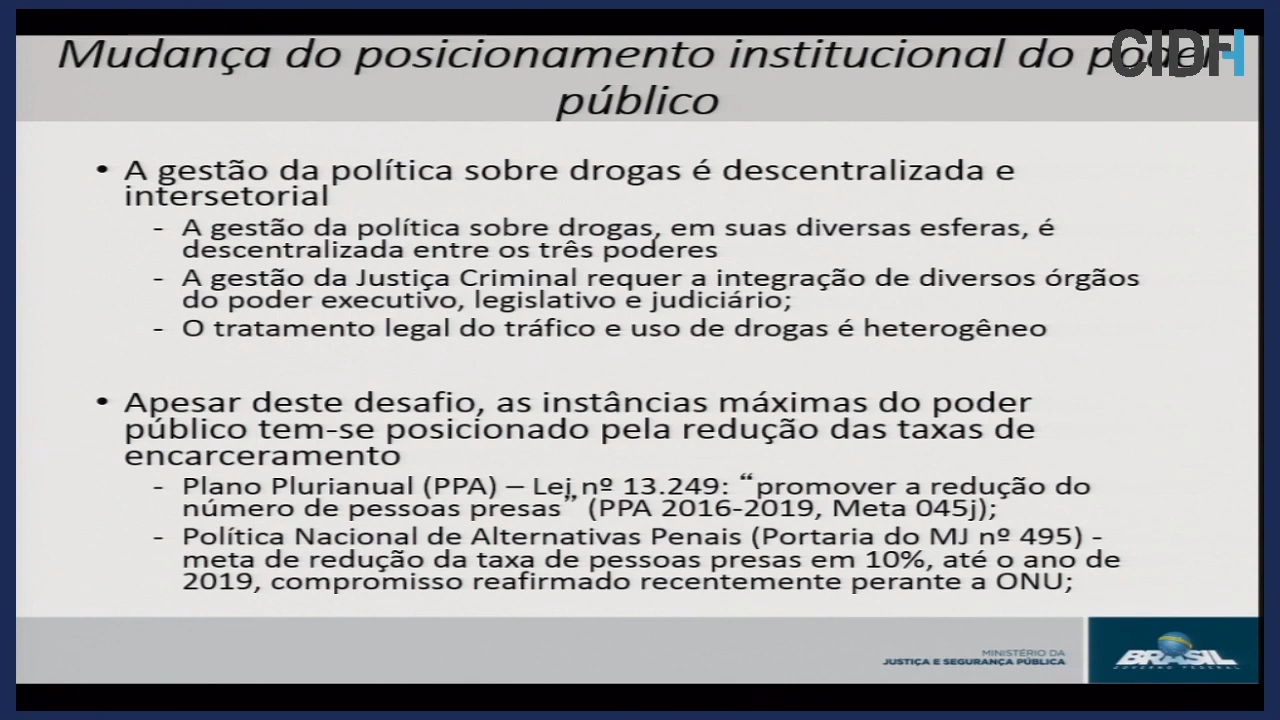 Mudança do posicionamento institucional do poder
público
CIDH
• A gestão da política sobre drogas é descentralizada e
intersetorial
- A gestão da política sobre drogas, em suas diversas esferas, é
descentralizada entre os três poderes
- A gestão da Justiça Criminal requer a integração de diversos órgãos
do poder executivo, legislativo e judiciário;
- O tratamento legal do tráfico e uso de drogas é heterogêneo
• Apesar deste desafio, as instâncias máximas do poder
público tem-se posicionado pela redução das taxas de
encarceramento
- Plano Plurianual (PPA) – Lei nº 13.249: “promover a redução do
número de pessoas presas” (PPA 2016-2019, Meta 045j);
- Política Nacional de Alternativas Penais (Portaria do MJ nº 495) -
meta de redução da taxa de pessoas presas em 10%, até o ano de
2019, compromisso reafirmado recentemente perante a ONU;
MINISTÉRIO DA
JUSTIÇA E SEGURANÇA PÚBLICA
BRASIL
GOVERNO FEDERAL